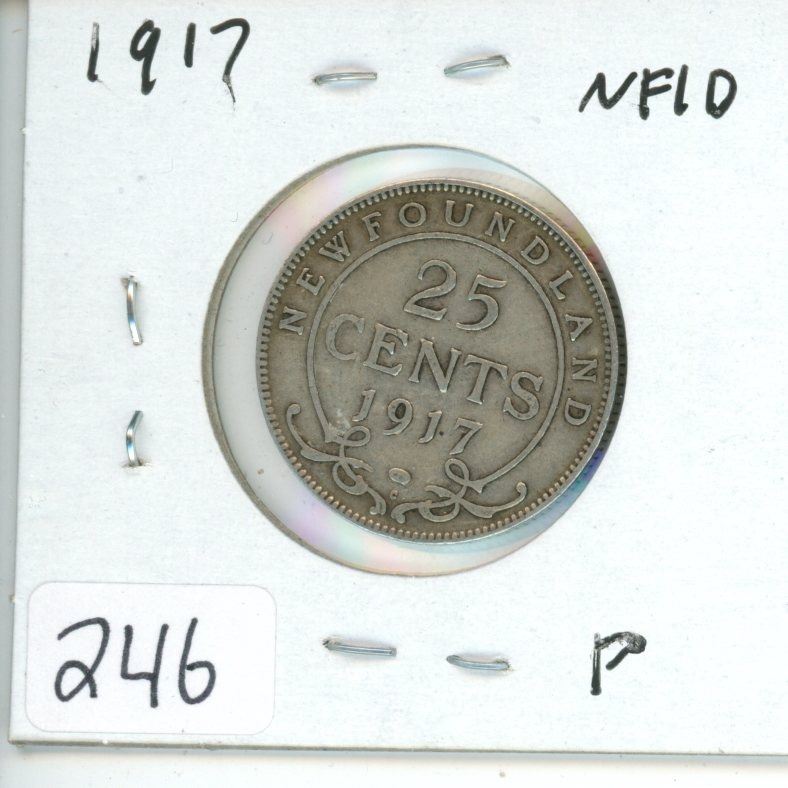 1917
NFLD
NEWFOUNDLAND
25
CENTS
1917
C
246
P